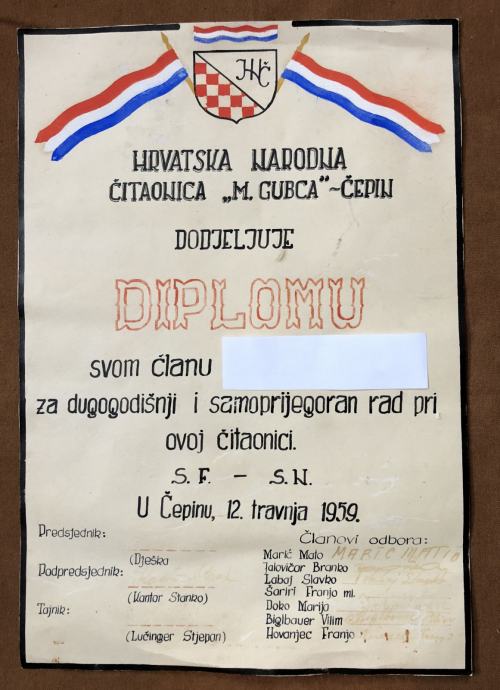 HNČ
HRVATSKA NARODNA
ČITAONICA „M. GUBCA“~ČEPIN
DODJELJUJE
DIPLOMU
svom članu
za dugogodišnji i samoprijegoran rad pri
ovoj čitaonici.
S. F. – S. N.
U Čepinu, 12. travnja 1959.
Predsjednik:
(Dješka
Podpredsjednik:
(Kantor Stanko)
Tajnik:
(Lučinger Stjepan)
Članovi odbora:
Marić Mato MARIĆ MATO
Jalovičor Branko
Labaj Slavko
Šariri Franjo ml.
Doko Marija
Biglbauer Vilim
Hovanjec Franjo